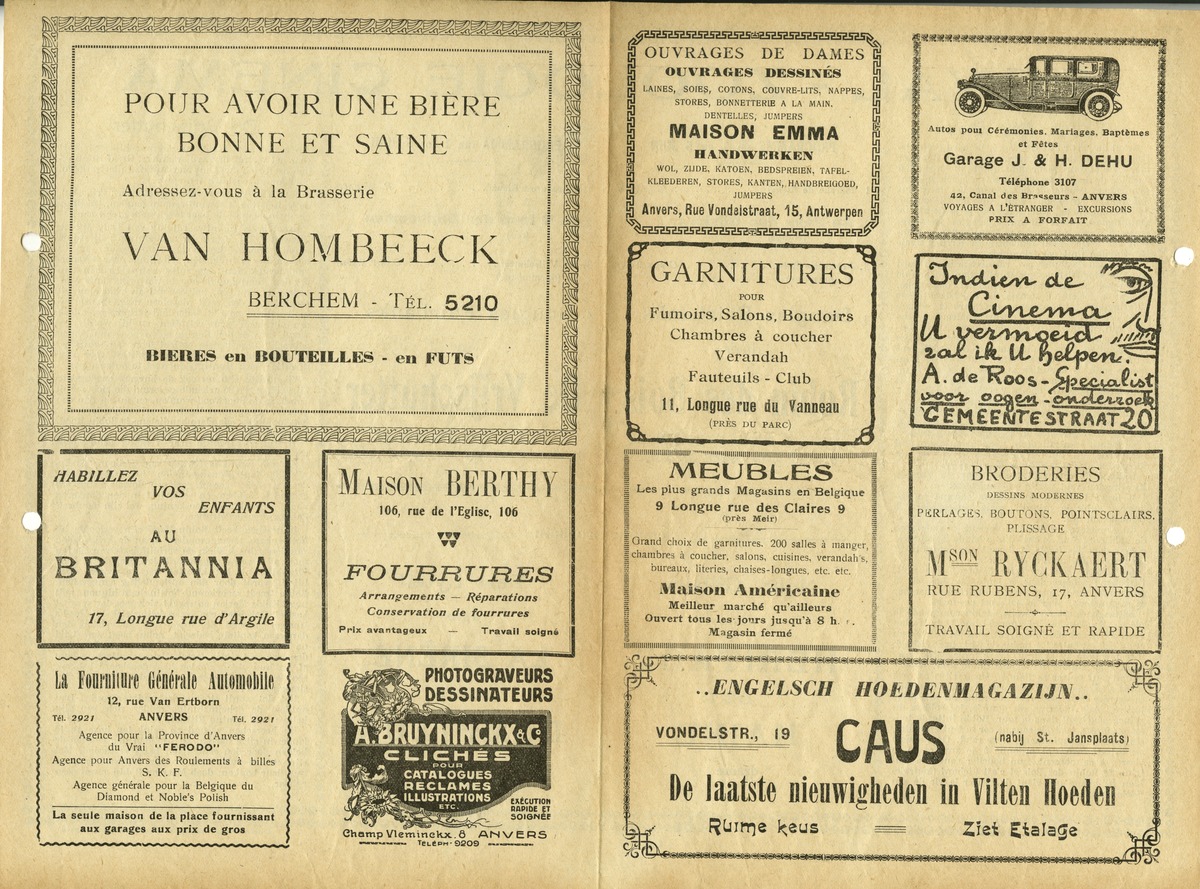 POUR AVOIR UNE BIÈRE
BONNE ET SAINE
Adressez-vous à la Brasserie
VAN HOMBEECK
BERCHEM - TÉL. 5210
BIERES en BOUTEILLES - en FUTS
HABILLEZ
VOS
ENFANTS
AU
BRITANNIA
17, Longue rue d'Argile
MAISON BERTHY
106, rue de l'Eglise, 106
FOURRURES
Arrangements — Réparations
Conservation de fourrures
Prix avantageux — Travail soigné
La Fourniture Générale Automobile
12, rue Van Ertborn
Tél. 2921 ANVERS Tél. 2921
Agence pour la Province d'Anvers
du Vrai "FERODO"
Agence pour Anvers des Roulements à billes
S. K. F.
Agence générale pour la Belgique du
Diamond et Noble's Polish
La seule maison de la place fournissant
aux garages aux prix de gros
PHOTOGRAVEURS
DESSINATEURS
A. BRUYNINCKX & Co
CLICHÉS
POUR
CATALOGUES
RECLAMES
ILLUSTRATIONS
ETC.
EXÉCUTION
RAPIDE ET
SOIGNÉE
Champ Vleminckx. 8 ANVERS
TELÉPH-9209
OUVRAGES DE DAMES
OUVRAGES DESSINÉS
LAINES, SOIES, COTONS, COUVRE-LITS, NAPPES,
STORES, BONNETTERIE A LA MAIN.
DENTELLES, JUMPERS
MAISON EMMA
HANDWERKEN
WOL, ZIJDE, KATOEN, BEDSPREIEN, TAFEL-
KLEEDEREN, STORES, KANTEN, HANDBREIGOED,
JUMPERS
Anvers, Rue Vondelstraat, 15, Antwerpen
Autos pour Cérémonies, Mariages, Baptèmes
et Fêtes
Garage J. & H. DEHU
Téléphone 3107
42, Canal des Brasseurs - ANVERS
VOYAGES A L'ÉTRANGER - EXCURSIONS
PRIX A FORFAIT
GARNITURES
POUR
Fumoirs, Salons, Boudoirs
Chambres à coucher
Verandah
Fauteuils - Club
11, Longue rue du Vanneau
(PRÈS DU PARC)
Indien de
Cinema
U vermoeid
zal ik U helpen.
A. de Roos - Specialist
voor oogen-onderzoek
GEMEENTESTRAAT 20
MEUBLES
Les plus grands Magasins en Belgique
9 Longue rue des Claires 9
(près Meir)
Grand choix de garnitures. 200 salles à manger,
chambres à coucher, salons, cuisines, verandah's,
bureaux, literies, chaises-longues, etc. etc.
Maison Américaine
Meilleur marché qu'ailleurs
Ouvert tous les jours jusqu'à 8 h.
Magasin fermé
BRODERIES
DESSINS MODERNES
PERLAGES, BOUTONS, POINTSCLAIRS.
PLISSAGE
MSON RYCKAERT
RUE RUBENS, 17, ANVERS
TRAVAIL SOIGNÉ ET RAPIDE
..ENGELSCH HOEDENMAGAZIJN..
VONDELSTR., 19 CAUS (nabij St. Jansplaats)
De laatste nieuwigheden in Vilten Hoeden
Ruime keus Ziet Etalage